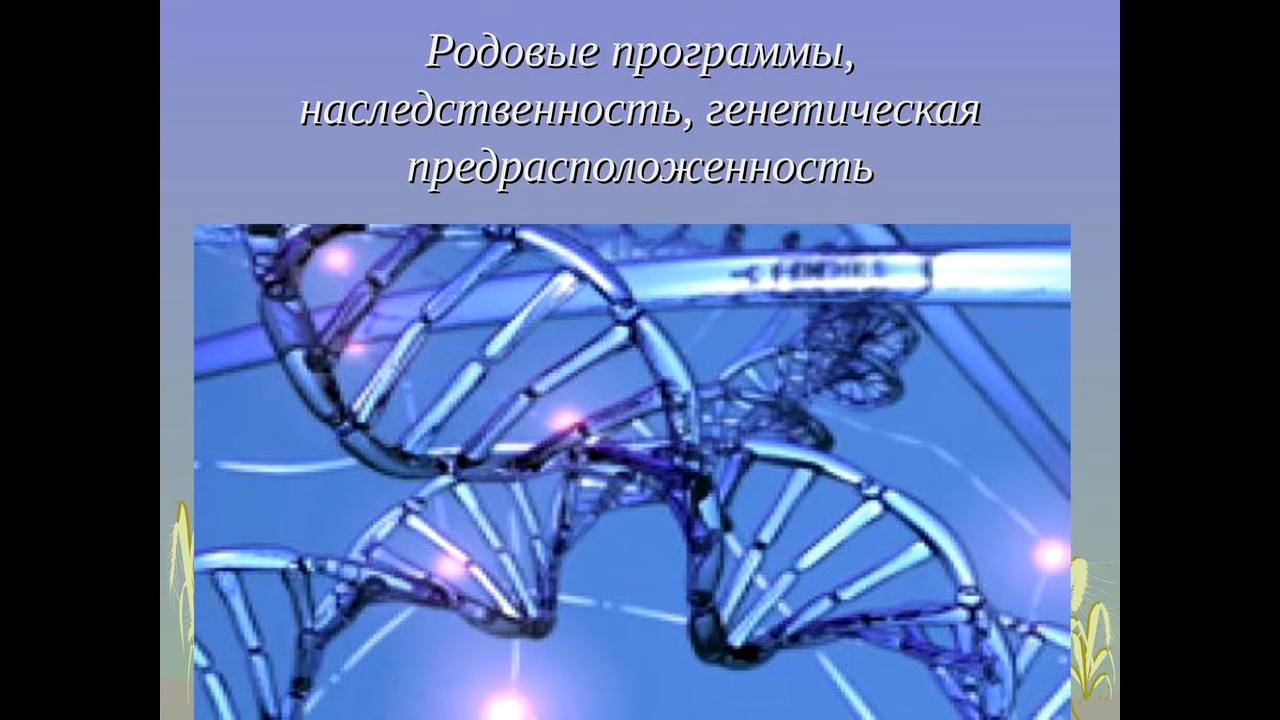 Родовые программы,
наследственность, генетическая
предрасположенность